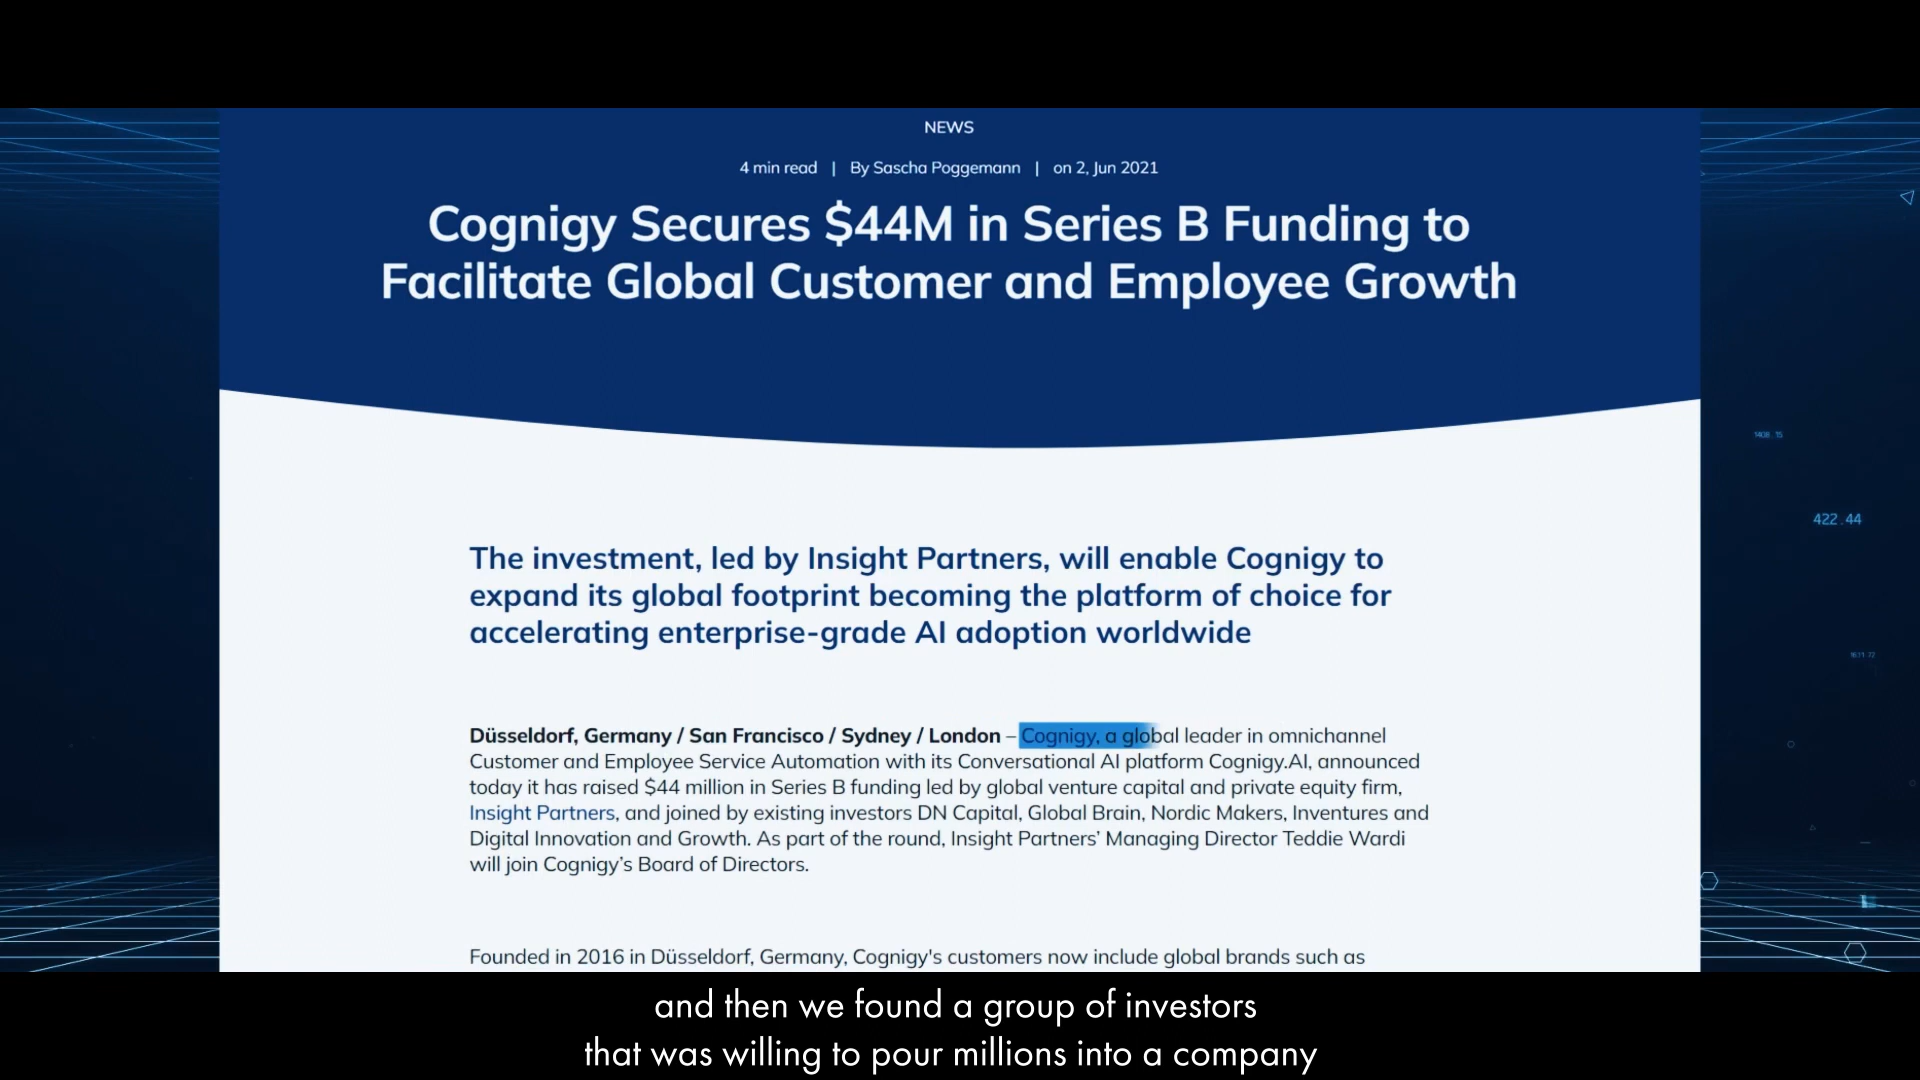 NEWS
4 min read | By Sascha Poggemann | on 2, Jun 2021
Cognigy Secures $44M in Series B Funding to
Facilitate Global Customer and Employee Growth
The investment, led by Insight Partners, will enable Cognigy to
expand its global footprint becoming the platform of choice for
accelerating enterprise-grade AI adoption worldwide
Düsseldorf, Germany / San Francisco / Sydney / London – Cognigy, a global leader in omnichannel
Customer and Employee Service Automation with its Conversational AI platform Cognigy.AI, announced
today it has raised $44 million in Series B funding led by global venture capital and private equity firm,
Insight Partners, and joined by existing investors DN Capital, Global Brain, Nordic Makers, Inventures and
Digital Innovation and Growth. As part of the round, Insight Partners’ Managing Director Teddie Wardi
will join Cognigy’s Board of Directors.
Founded in 2016 in Düsseldorf, Germany, Cognigy's customers now include global brands such as
422.44
and then we found a group of investors
that was willing to pour millions into a company